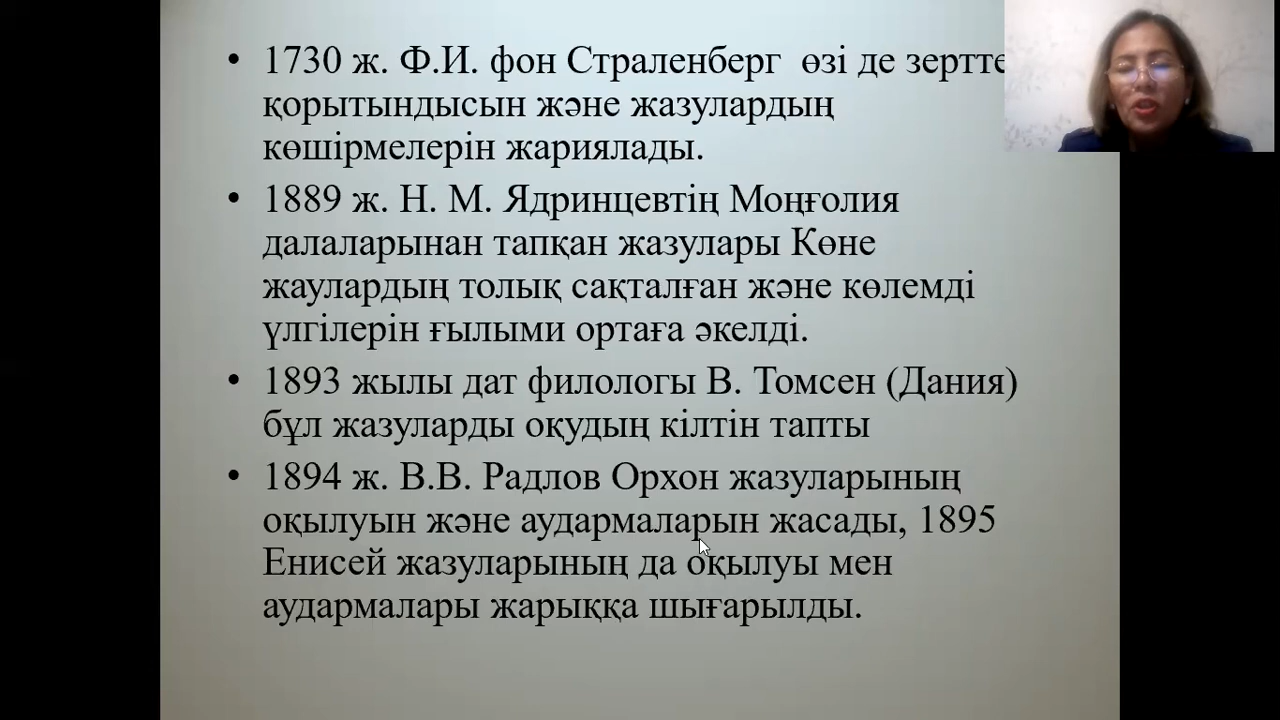 • 1730 ж. Ф.И. фон Страленберг өзі де
қорытындысын және жазулардың
көшірмелерін жариялады.
• 1889 ж. Н. М. Ядринцевтің Моңғолия
далаларынан тапқан жазулары Көне
жаулардың толық сақталған және көлемді
үлгілерін ғылыми ортаға әкелді.
• 1893 жылы дат филологы В. Томсен (Дания)
бұл жазуларды оқудың кілтін тапты
• 1894 ж. В.В. Радлов Орхон жазуларының
оқылуын және аудармаларын жасады, 1895
Енисей жазуларының да оқылуы мен
аудармалары жарыққа шығарылды.